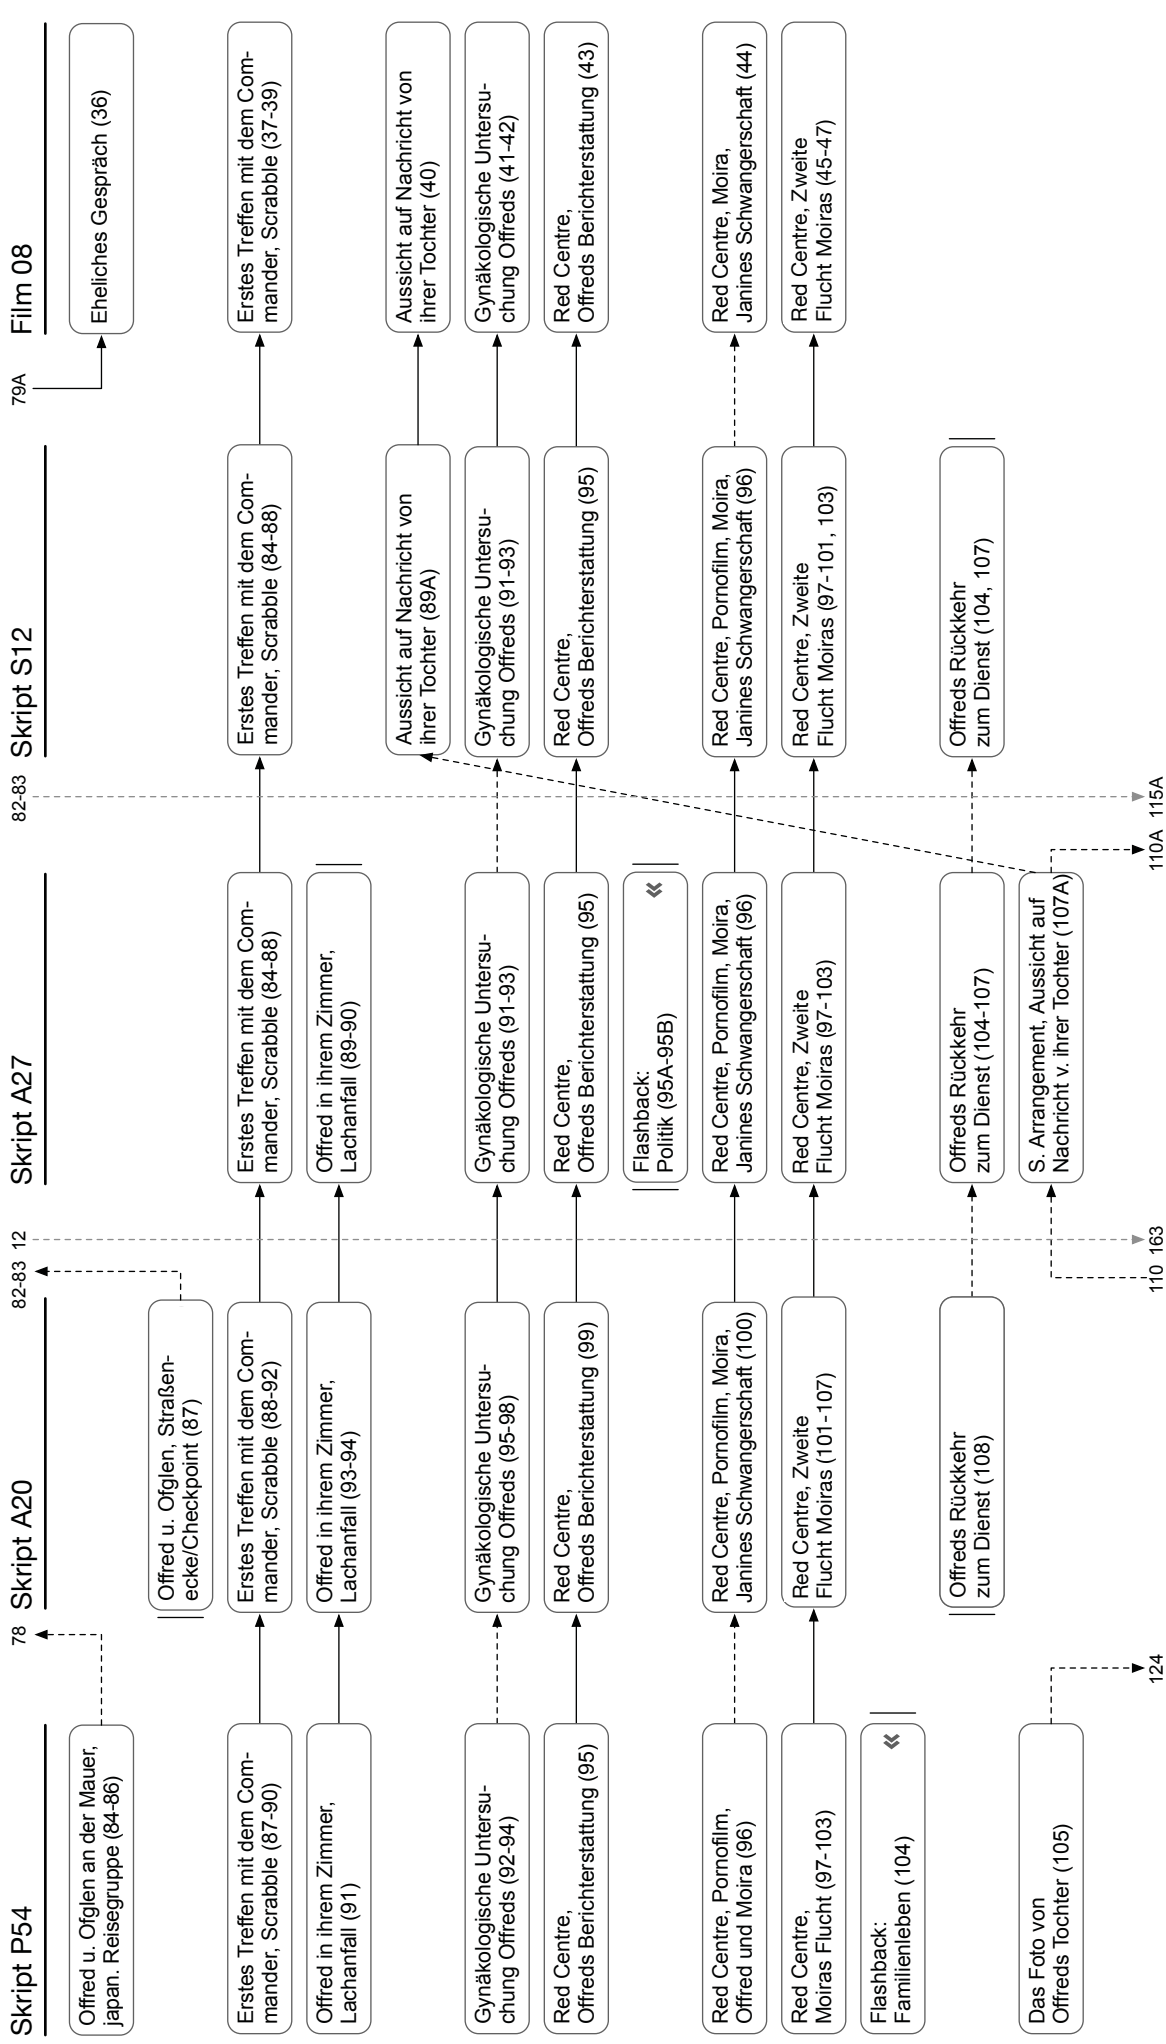 Skript P54
Offred u. Ofglen an der Mauer,
japan. Reisegruppe (84-86)
Erstes Treffen mit dem Com-
mander, Scrabble (87-90)
Offred in ihrem Zimmer,
Lachanfall (91)
Gynäkologische Untersu-
chung Offreds (92-94)
Red Centre,
Offreds Berichterstattung (95)
Red Centre, Pornofilm,
Offred und Moira (96)
Red Centre,
Moiras Flucht (97-103)
Flashback:
Familienleben (104)
«
Das Foto von
Offreds Tochter (105)
78
124
Skript A20
Offred u. Ofglen, Straßen-
ecke/Checkpoint (87)
Erstes Treffen mit dem Com-
mander, Scrabble (88-92)
Offred in ihrem Zimmer,
Lachanfall (93-94)
Gynäkologische Untersu-
chung Offreds (95-98)
Red Centre,
Offreds Berichterstattung (99)
Red Centre, Pornofilm, Moira,
Janines Schwangerschaft (100)
Red Centre, Zweite
Flucht Moiras (101-107)
Offreds Rückkehr
zum Dienst (108)
82-83
12
110
163
Skript A27
Erstes Treffen mit dem Com-
mander, Scrabble (84-88)
Offred in ihrem Zimmer,
Lachanfall (89-90)
Gynäkologische Untersu-
chung Offreds (91-93)
Red Centre,
Offreds Berichterstattung (95)
Flashback:
Politik (95A-95B)
«
Red Centre, Pornofilm, Moira,
Janines Schwangerschaft (96)
Red Centre, Zweite
Flucht Moiras (97-103)
Offreds Rückkehr
zum Dienst (104-107)
S. Arrangement, Aussicht auf
Nachricht v. ihrer Tochter (107A)
82-83
110A
115A
Skript S12
Erstes Treffen mit dem Com-
mander, Scrabble (84-88)
Aussicht auf Nachricht von
ihrer Tochter (89A)
Gynäkologische Untersu-
chung Offreds (91-93)
Red Centre,
Offreds Berichterstattung (95)
Red Centre, Pornofilm, Moira,
Janines Schwangerschaft (96)
Red Centre, Zweite
Flucht Moiras (97-101, 103)
Offreds Rückkehr
zum Dienst (104, 107)
79A
Film 08
Eheliches Gespräch (36)
Erstes Treffen mit dem Com-
mander, Scrabble (37-39)
Aussicht auf Nachricht von
ihrer Tochter (40)
Gynäkologische Untersu-
chung Offreds (41-42)
Red Centre,
Offreds Berichterstattung (43)
Red Centre, Moira,
Janines Schwangerschaft (44)
Red Centre, Zweite
Flucht Moiras (45-47)